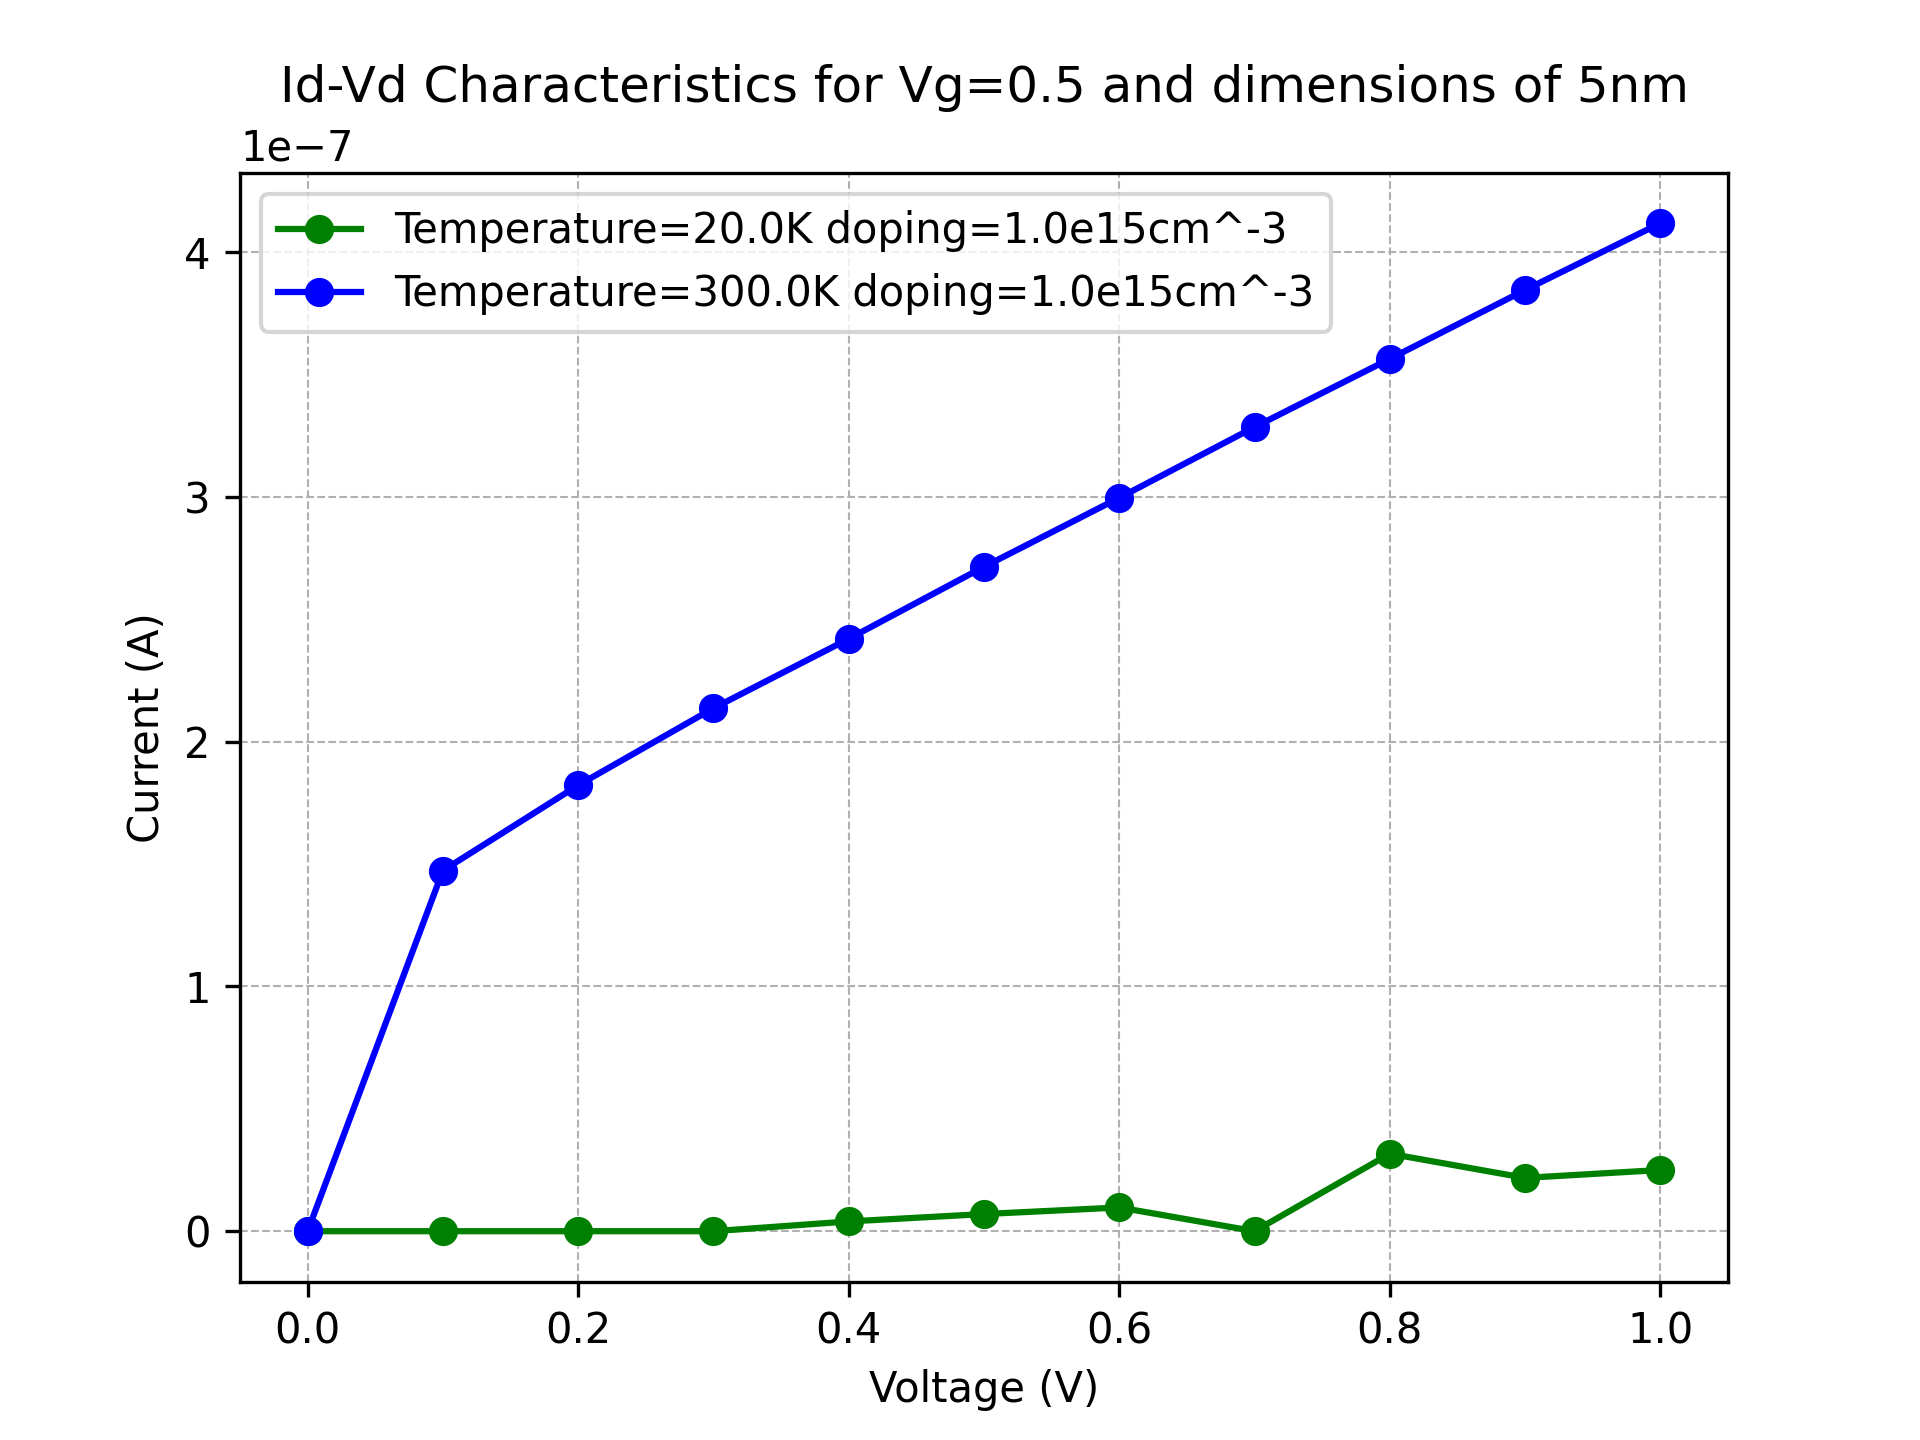 Id-Vd Characteristics for Vg=0.5 and dimensions of 5nm
1e−7
Temperature=20.0K doping=1.0e15cm^-3
Temperature=300.0K doping=1.0e15cm^-3
4
3
2
1
0
Current (A)
0.0 0.2 0.4 0.6 0.8 1.0
Voltage (V)